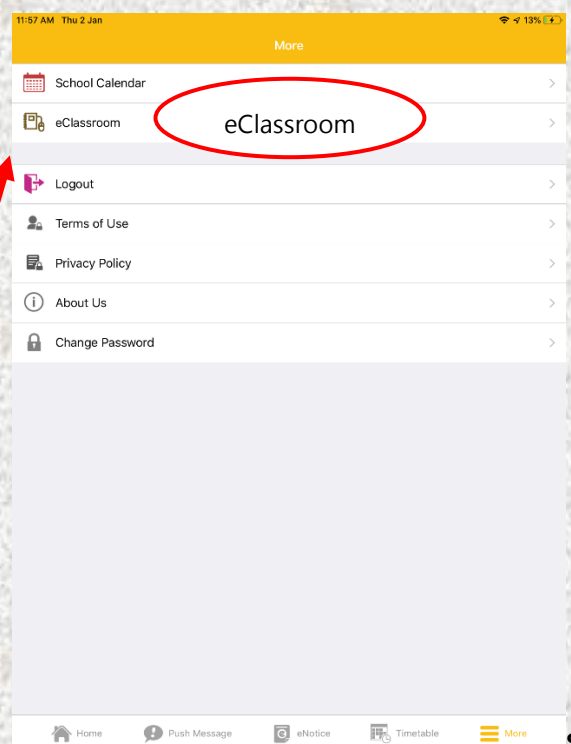 11:57 AM Thu 2 Jan 13%
More
School Calendar
eClassroom eClassroom
Logout
Terms of Use
Privacy Policy
About Us
Change Password
Home Push Message eNotice Timetable More